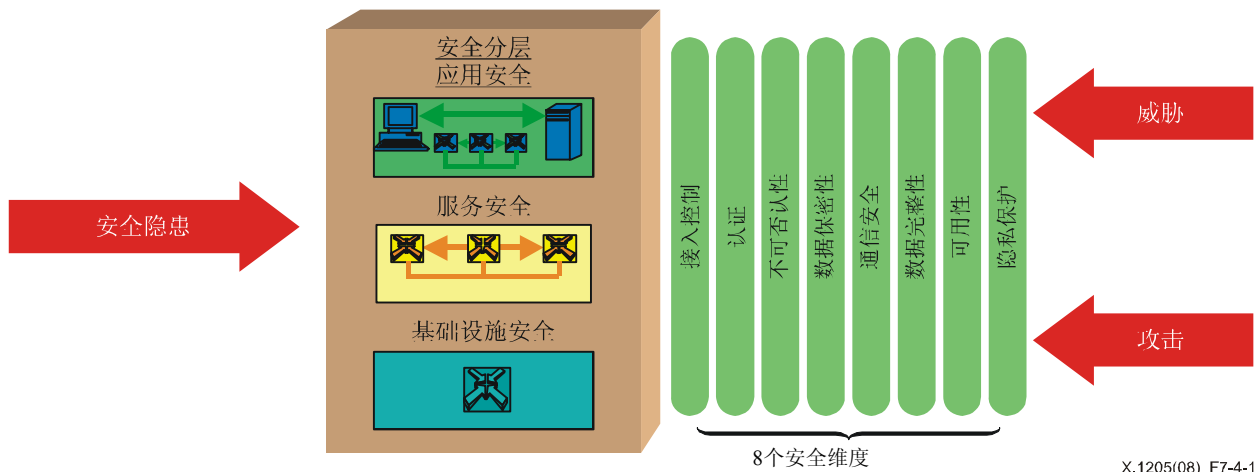 安全分层
应用安全
服务安全
基础设施安全
安全隐患
接入控制
认证
不可否认性
数据保密性
通信安全
数据完整性
可用性
隐私保护
威胁
攻击
8个安全维度
X.1205(08)_F7-4-1